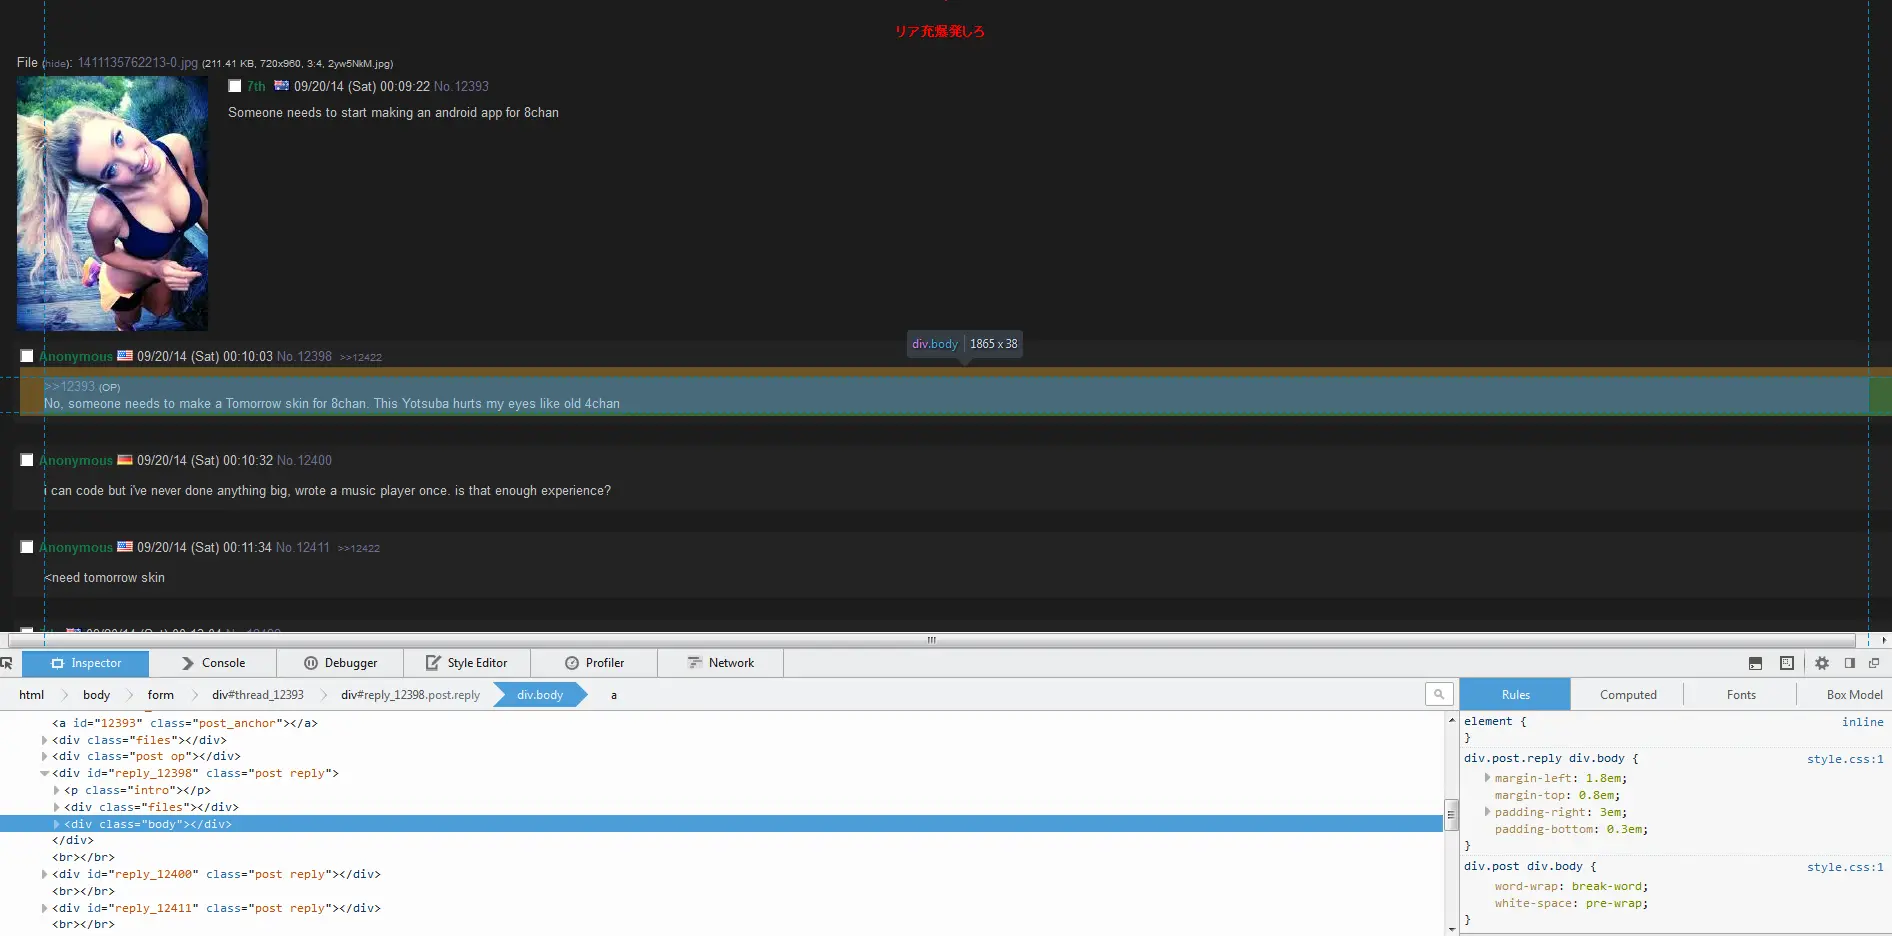 リア充爆発しろ
File (hide): 1411135762213-0.jpg (211.41 KB, 720x960, 3:4, 2yw5NkM.jpg)
7th 09/20/14 (Sat) 00:09:22 No.12393
Someone needs to start making an android app for 8chan
Anonymous 09/20/14 (Sat) 00:10:03 No.12398 >>12422
div.body 1865 x 38
>>12393 (OP)
No, someone needs to make a Tomorrow skin for 8chan. This Yotsuba hurts my eyes like old 4chan
Anonymous 09/20/14 (Sat) 00:10:32 No.12400
i can code but i've never done anything big, wrote a music player once. is that enough experience?
Anonymous 09/20/14 (Sat) 00:11:34 No.12411 >>12422
<need tomorrow skin
Inspector Console Debugger Style Editor Profiler Network
html body form div#thread_12393 div#reply_12398.post.reply div.body a
Rules Computed Fonts Box Model
<a id="12393" class="post_anchor"></a>
<div class="files"></div>
<div class="post op"></div>
<div id="reply_12398" class="post reply">
<p class="intro"></p>
<div class="files"></div>
<div class="body"></div>
</div>
<br></br>
<div id="reply_12400" class="post reply"></div>
<br></br>
<div id="reply_12411" class="post reply"></div>
<br></br>
element { inline
}
div.post.reply div.body { style.css:1
margin-left: 1.8em;
margin-top: 0.8em;
padding-right: 3em;
padding-bottom: 0.3em;
}
div.post div.body { style.css:1
word-wrap: break-word;
white-space: pre-wrap;
}